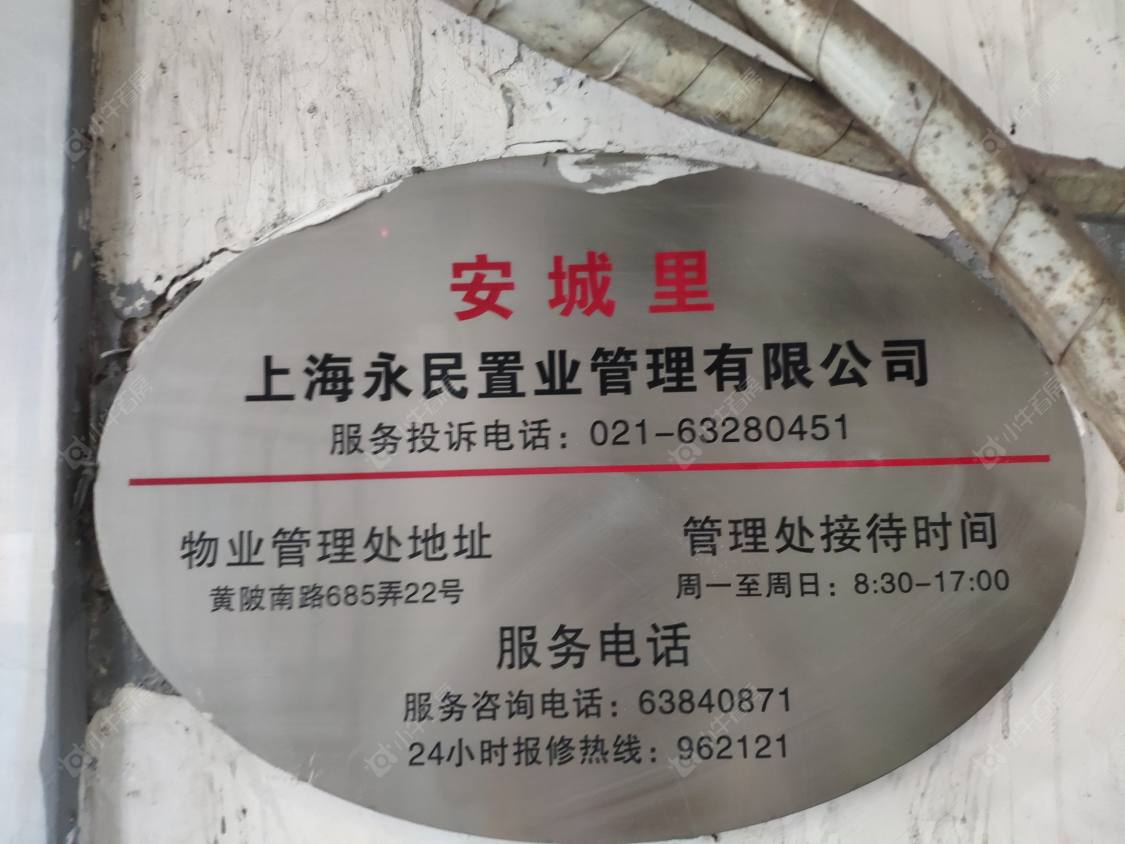 安城里
上海永民置业管理有限公司
服务投诉电话：021-63280451
物业管理处地址
黄陂南路685弄22号
管理处接待时间
周一至周日：8:30-17:00
服务电话
服务咨询电话：63840871
24小时报修热线：962121